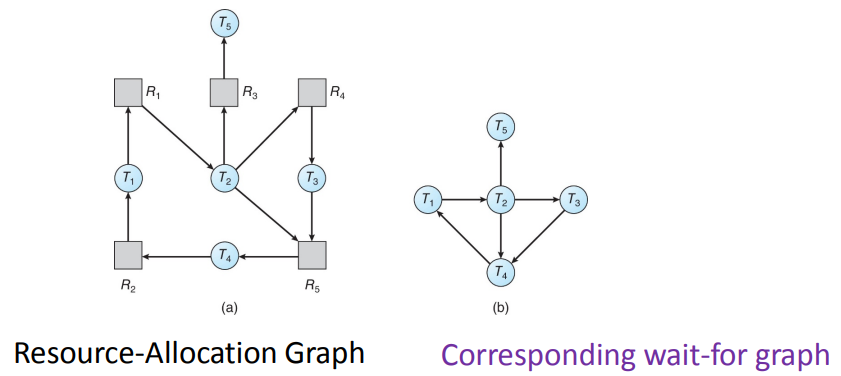 T5
R1
R3
R4
T5
T1
T2
T3
T1
T2
T3
T4
T4
R2
R5
(a)
(b)
Resource-Allocation Graph
Corresponding wait-for graph